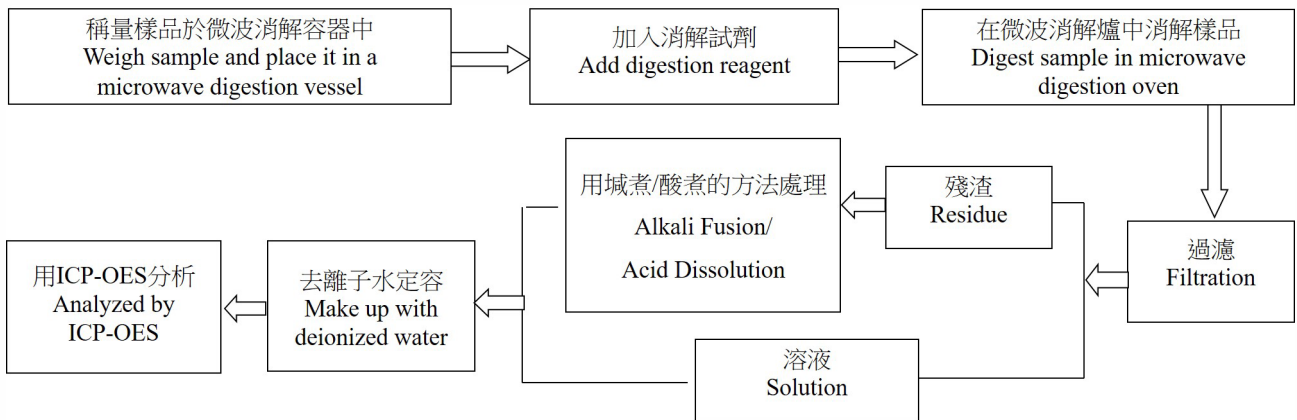 稱量樣品於微波消解容器中
Weigh sample and place it in a
microwave digestion vessel
加入消解試劑
Add digestion reagent
在微波消解爐中消解樣品
Digest sample in microwave
digestion oven
過濾
Filtration
殘渣
Residue
用堿煮/酸煮的方法處理
Alkali Fusion/
Acid Dissolution
溶液
Solution
去離子水定容
Make up with
deionized water
用ICP-OES分析
Analyzed by
ICP-OES